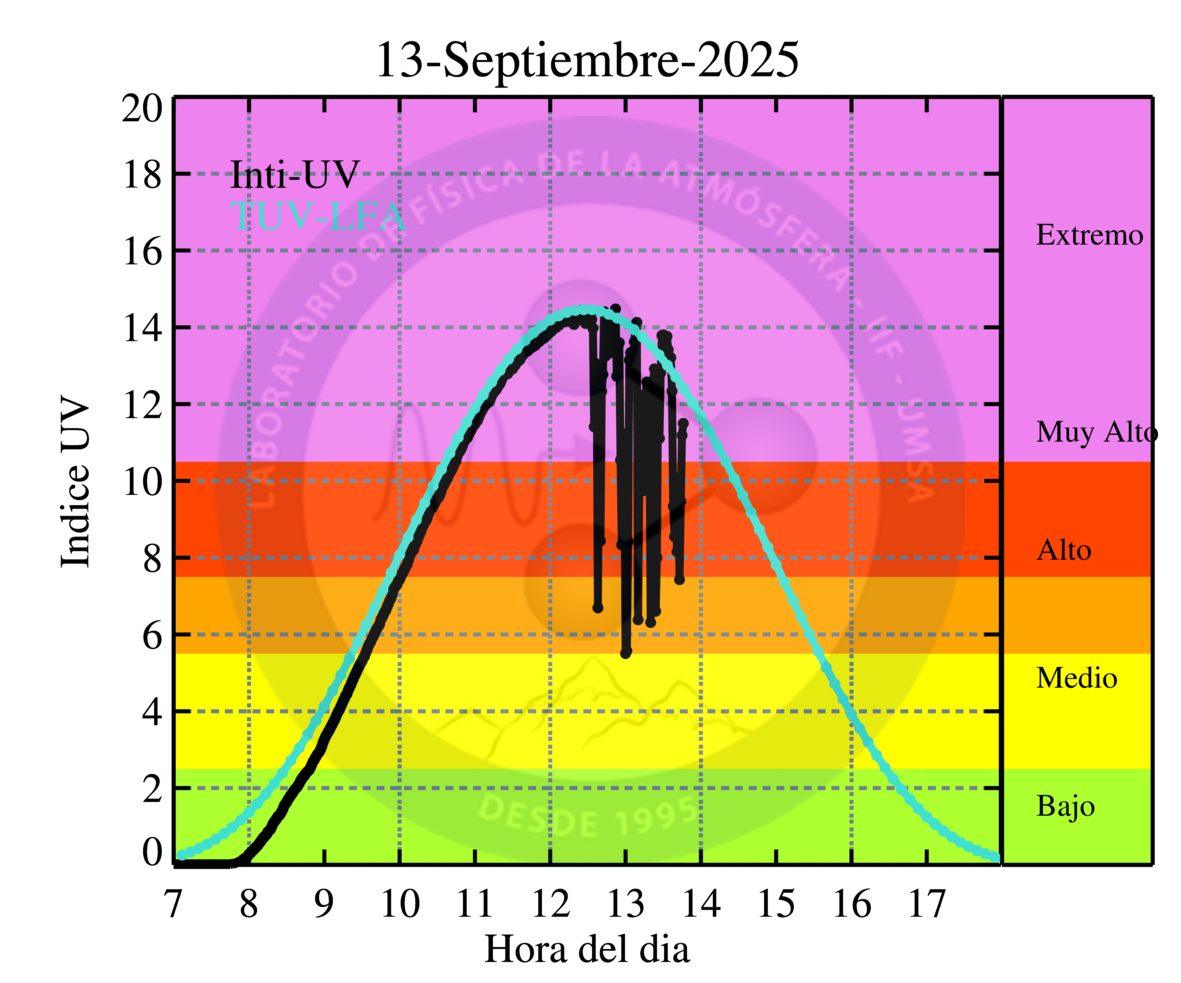 13-Septiembre-2025
20
18
16
14
12
10
8
6
4
2
0
Indice UV
Inti-UV
TUV-LFA
LABORATORIO DE FÍSICA DE LA ATMÓSFERA - IIF - UMSA
DESDE 1995
Extremo
Muy Alto
Alto
Medio
Bajo
7 8 9 10 11 12 13 14 15 16 17
Hora del dia